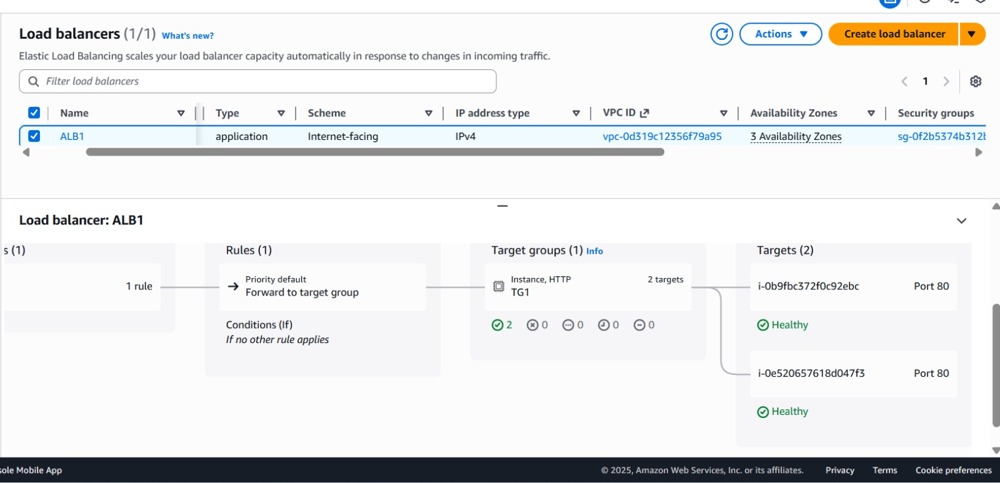 Load balancers (1/1) What's new?
Actions
Create load balancer
Elastic Load Balancing scales your load balancer capacity automatically in response to changes in incoming traffic.
Filter load balancers
1
Name Type Scheme IP address type VPC ID Availability Zones Security groups
ALB1 application Internet-facing IPv4 vpc-0d319c12356f79a95 3 Availability Zones sg-0f2b5374b312b
Load balancer: ALB1
s (1)
1 rule
Rules (1)
Priority default
Forward to target group
Conditions (If)
If no other rule applies
Target groups (1) Info
Instance, HTTP
TG1
2 targets
2 0 0 0 0
Targets (2)
i-0b9fbc372f0c92ebc Port 80
Healthy
i-0e520657618d047f3 Port 80
Healthy
sole Mobile App © 2025, Amazon Web Services, Inc. or its affiliates. Privacy Terms Cookie preferences